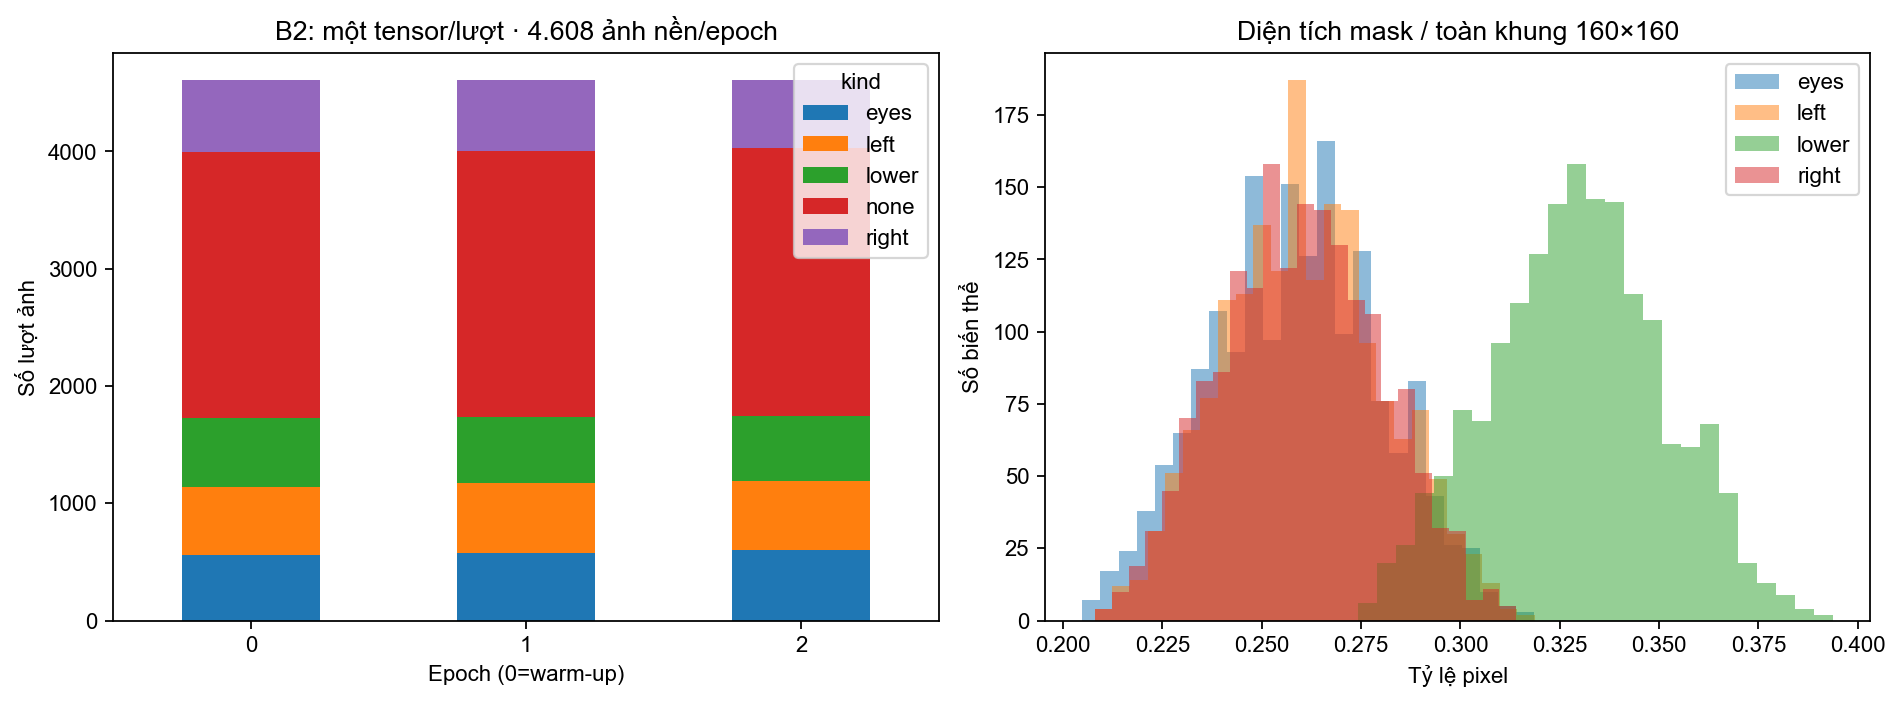 B2: một tensor/lượt · 4.608 ảnh nền/epoch
Số lượt ảnh
4000
3000
2000
1000
0
kind
eyes
left
lower
none
right
0 1 2
Epoch (0=warm-up)
Diện tích mask / toàn khung 160×160
Số biến thể
175
150
125
100
75
50
25
0
eyes
left
lower
right
0.200 0.225 0.250 0.275 0.300 0.325 0.350 0.375 0.400
Tỷ lệ pixel